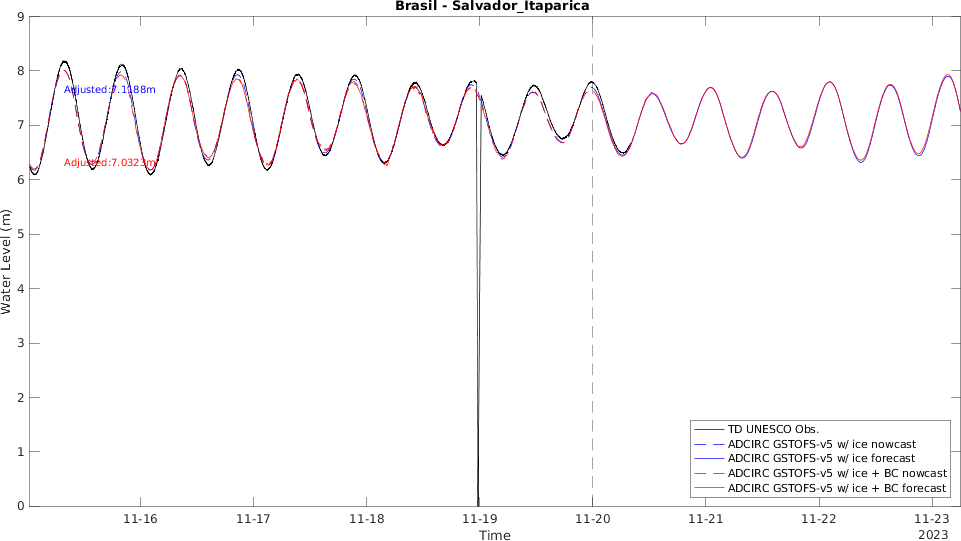 Brasil - Salvador_Itaparica
9
8
7
6
5
4
3
2
1
0
Water Level (m)
Adjusted:7.1188m
Adjusted:7.0323m
TD UNESCO Obs.
ADCIRC GSTOFS-v5 w/ ice nowcast
ADCIRC GSTOFS-v5 w/ ice forecast
ADCIRC GSTOFS-v5 w/ ice + BC nowcast
ADCIRC GSTOFS-v5 w/ ice + BC forecast
11-16 11-17 11-18 11-19 11-20 11-21 11-22 11-23
2023
Time